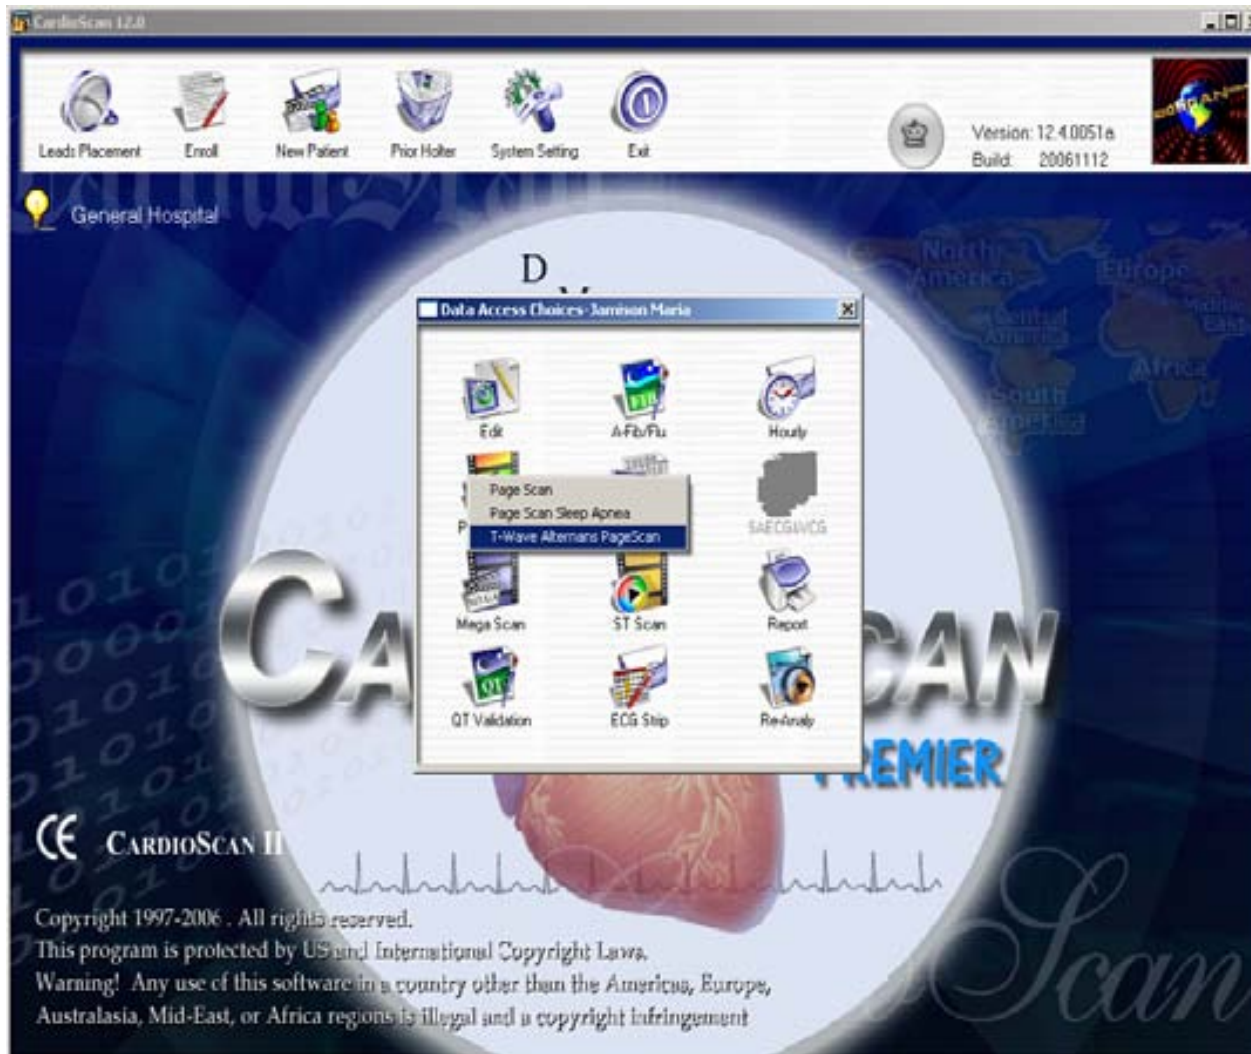 CardioScan 12.0
Leads Placement
Enroll
New Patient
Prior Holter
System Setting
Exit
Version: 12.4.0051a
Build: 20061112
General Hospital
North America
Europe
Middle East
Central America
Africa
South America
D
Data Access Choices-Jamison Maria
Edit
A-Fib/Flu
Hourly
Page Scan
Page Scan Sleep Apnea
T-Wave Alternans PageScan
SAECG&VCG
Mega Scan
ST Scan
Report
QT Validation
ECG Strip
Re-Analy
CA
CAN
PREMIER
CE CARDIOSCAN II
Copyright 1997-2006 . All rights reserved.
This program is protected by US and International Copyright Laws.
Warning! Any use of this software in a country other than the Americas, Europe,
Australasia, Mid-East, or Africa regions is illegal and a copyright infringement
Scan